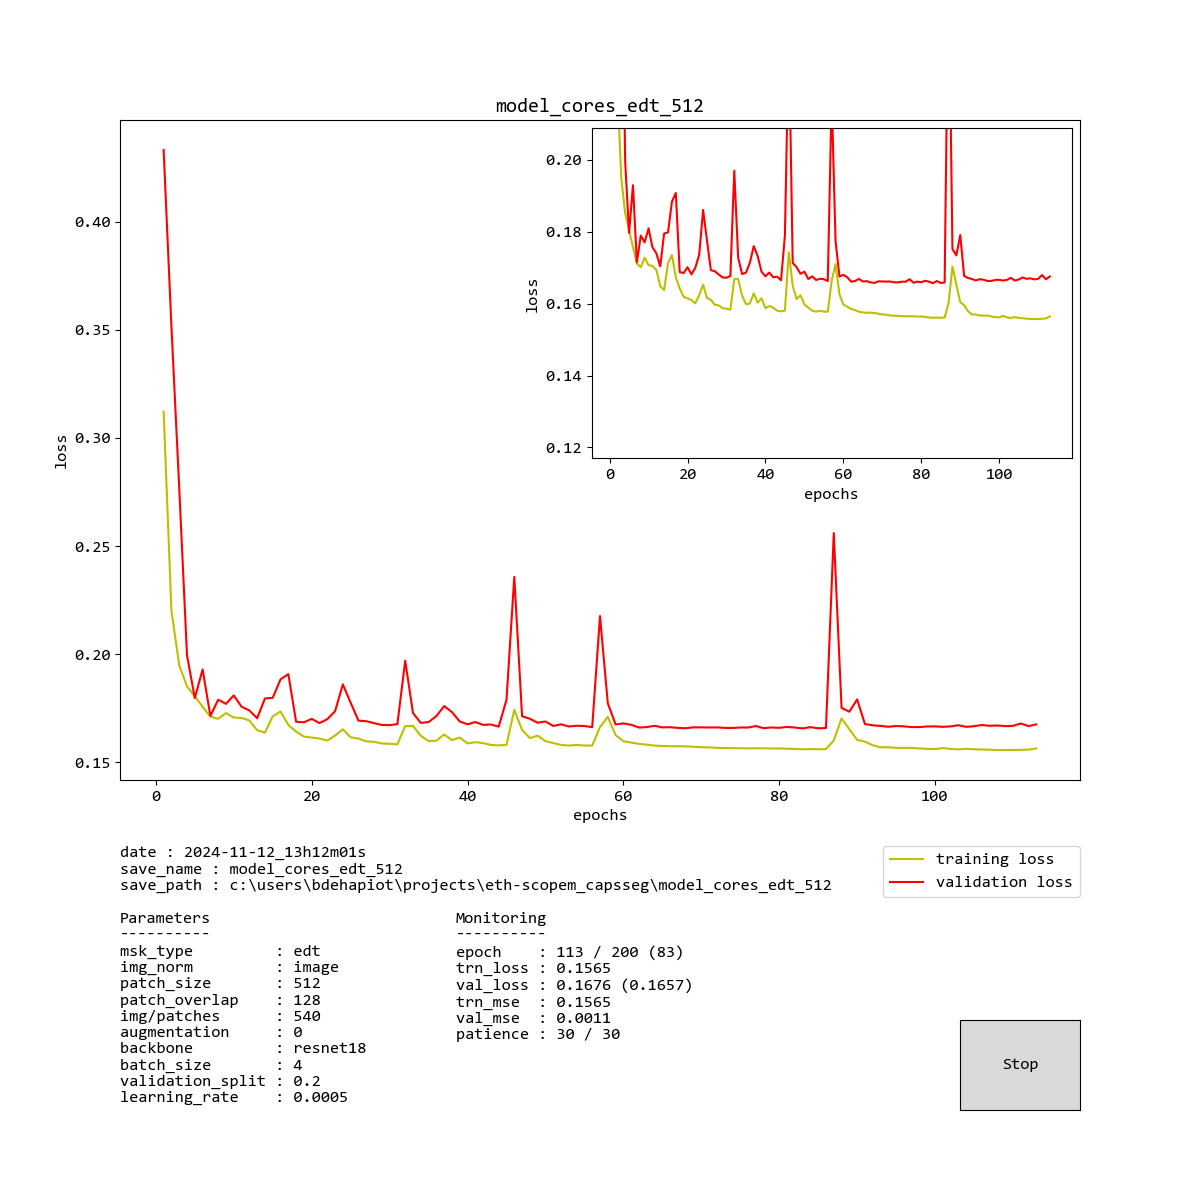 model_cores_edt_512
0.40
0.35
0.30
0.25
0.20
0.15
loss
0 20 40 60 80 100
epochs
0.20
0.18
0.16
0.14
0.12
loss
0 20 40 60 80 100
epochs
training loss
validation loss
date : 2024-11-12_13h12m01s
save_name : model_cores_edt_512
save_path : c:\users\bdehapiot\projects\eth-scopem_capsseg\model_cores_edt_512
Parameters
----------
msk_type : edt
img_norm : image
patch_size : 512
patch_overlap : 128
img/patches : 540
augmentation : 0
backbone : resnet18
batch_size : 4
validation_split : 0.2
learning_rate : 0.0005
Monitoring
----------
epoch : 113 / 200 (83)
trn_loss : 0.1565
val_loss : 0.1676 (0.1657)
trn_mse : 0.1565
val_mse : 0.0011
patience : 30 / 30
Stop